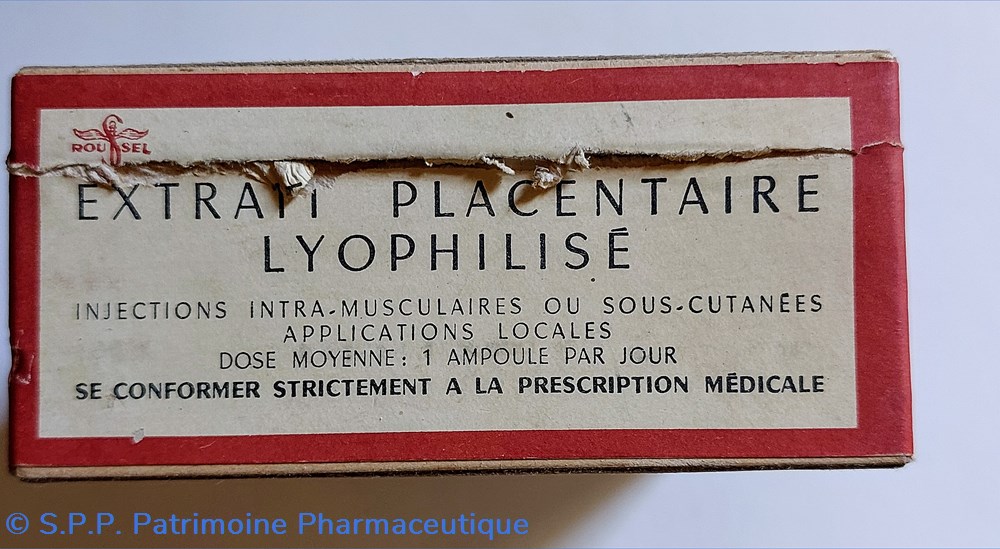 ROUSSEL
EXTRAIT PLACENTAIRE
LYOPHILISÉ
INJECTIONS INTRA-MUSCULAIRES OU SOUS-CUTANÉES
APPLICATIONS LOCALES
DOSE MOYENNE: 1 AMPOULE PAR JOUR
SE CONFORMER STRICTEMENT A LA PRESCRIPTION MÉDICALE
© S.P.P. Patrimoine Pharmaceutique